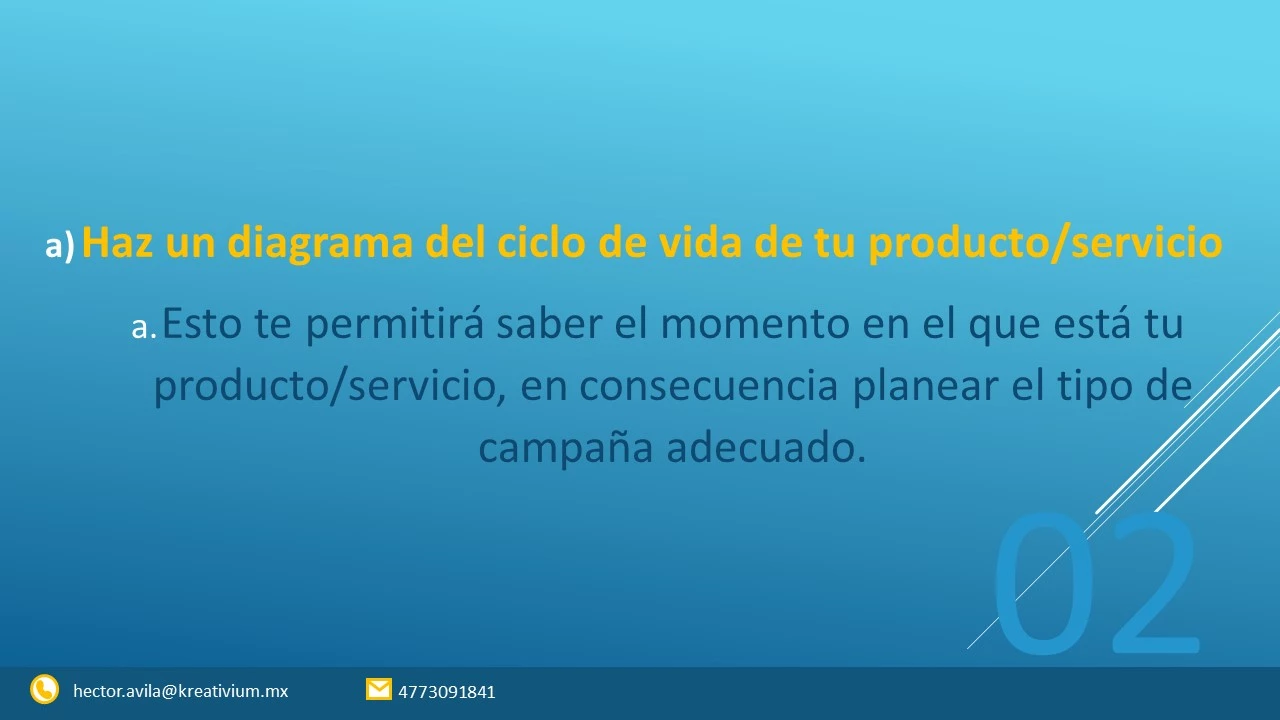 a) Haz un diagrama del ciclo de vida de tu producto/servicio
a. Esto te permitirá saber el momento en el que está tu
producto/servicio, en consecuencia planear el tipo de
campaña adecuado.
02
hector.avila@kreativium.mx 4773091841